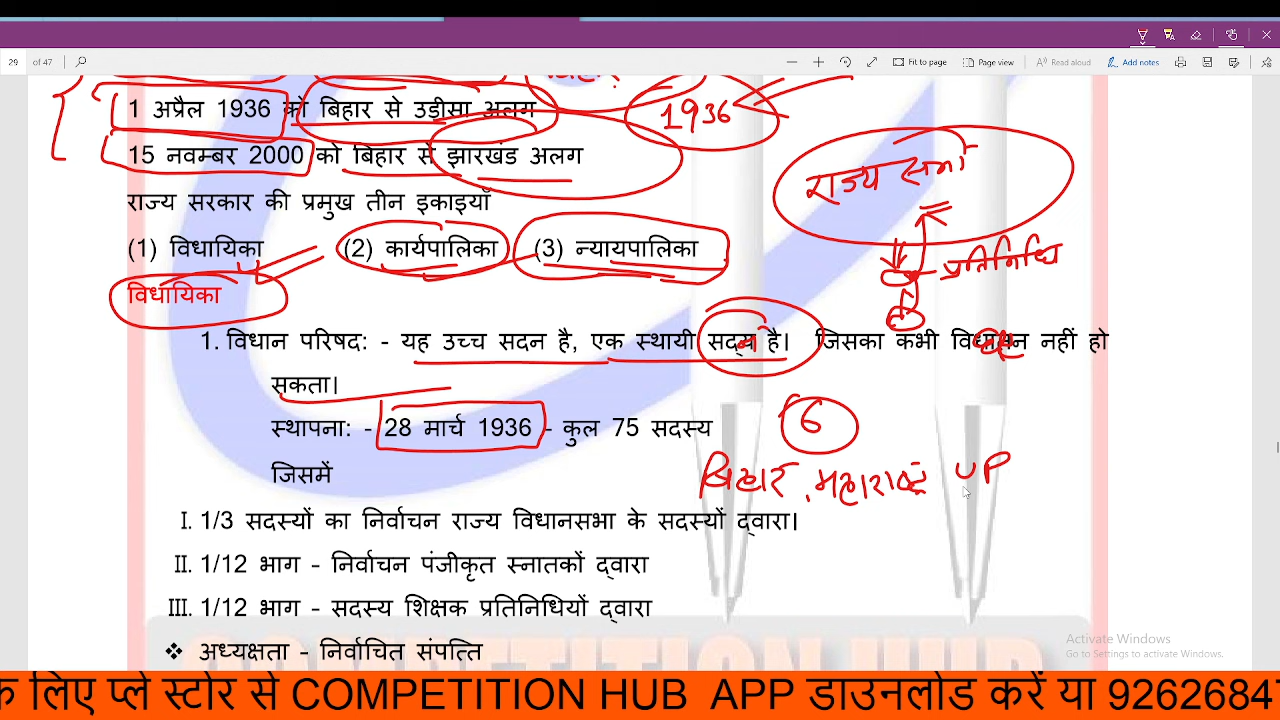 29 of 47
Fit to page
Page view
Read aloud
Add notes
1 अप्रैल 1936 को बिहार से उड़ीसा अलग
1936
15 नवम्बर 2000 को बिहार से झारखंड अलग
राज्य सभा
राज्य सरकार की प्रमुख तीन इकाइयाँ
(1) विधायिका (2) कार्यपालिका (3) न्यायपालिका
प्रतिनिधि
विधायिका
1. विधान परिषद: - यह उच्च सदन है, एक स्थायी है। जिसका कभी नहीं हो
सकता।
स्थापना: - 28 मार्च 1936 - कुल 75 सदस्य
6
जिसमें
बिहार, महाराष्ट्र UP
I. 1/3 सदस्यों का निर्वाचन राज्य विधानसभा के सदस्यों द्वारा।
II. 1/12 भाग – निर्वाचन पंजीकृत स्नातकों द्वारा
III. 1/12 भाग – सदस्य शिक्षक प्रतिनिधियों द्वारा
Activate Windows
Go to Settings to activate Windows.
❖ अध्यक्षता – निर्वाचित संपत्ति
के लिए प्ले स्टोर से COMPETITION HUB APP डाउनलोड करें या 9262684